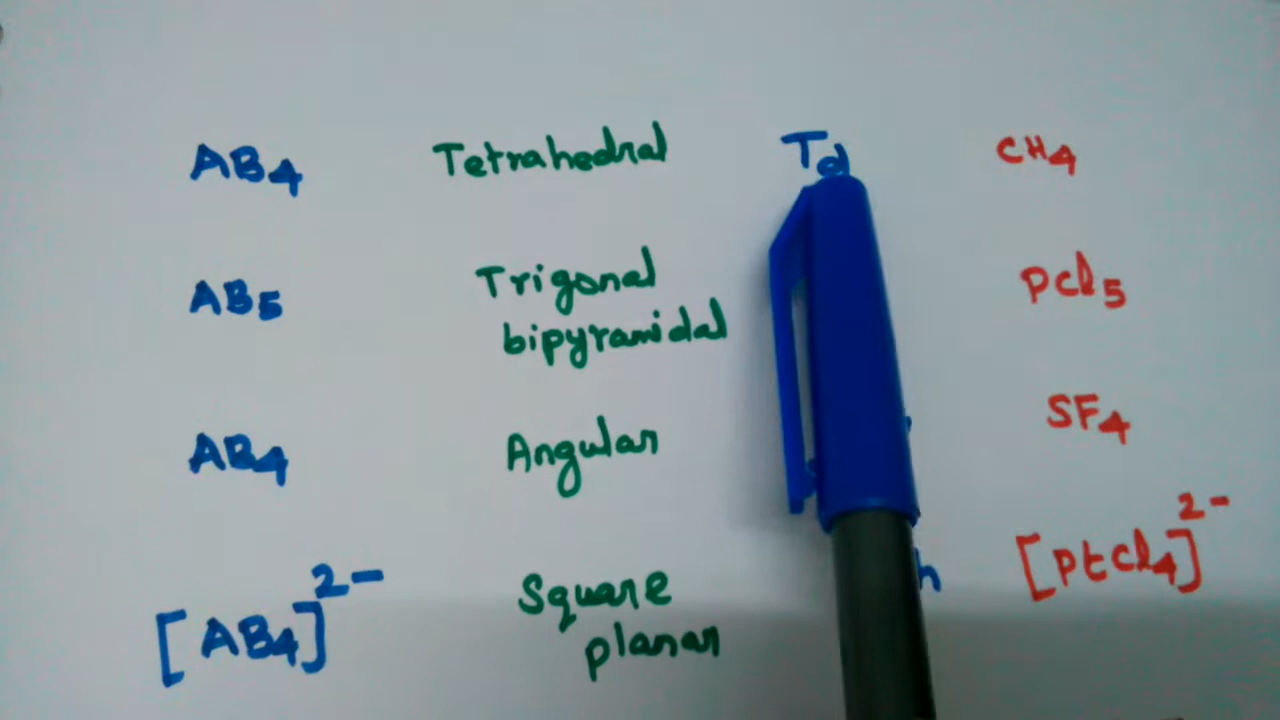 AB4 Tetrahedral Td CH4
AB5 Trigonal bipyramidal PCl5
AB4 Angular SF4
[AB4]2- Square planar h [PtCl4]2-